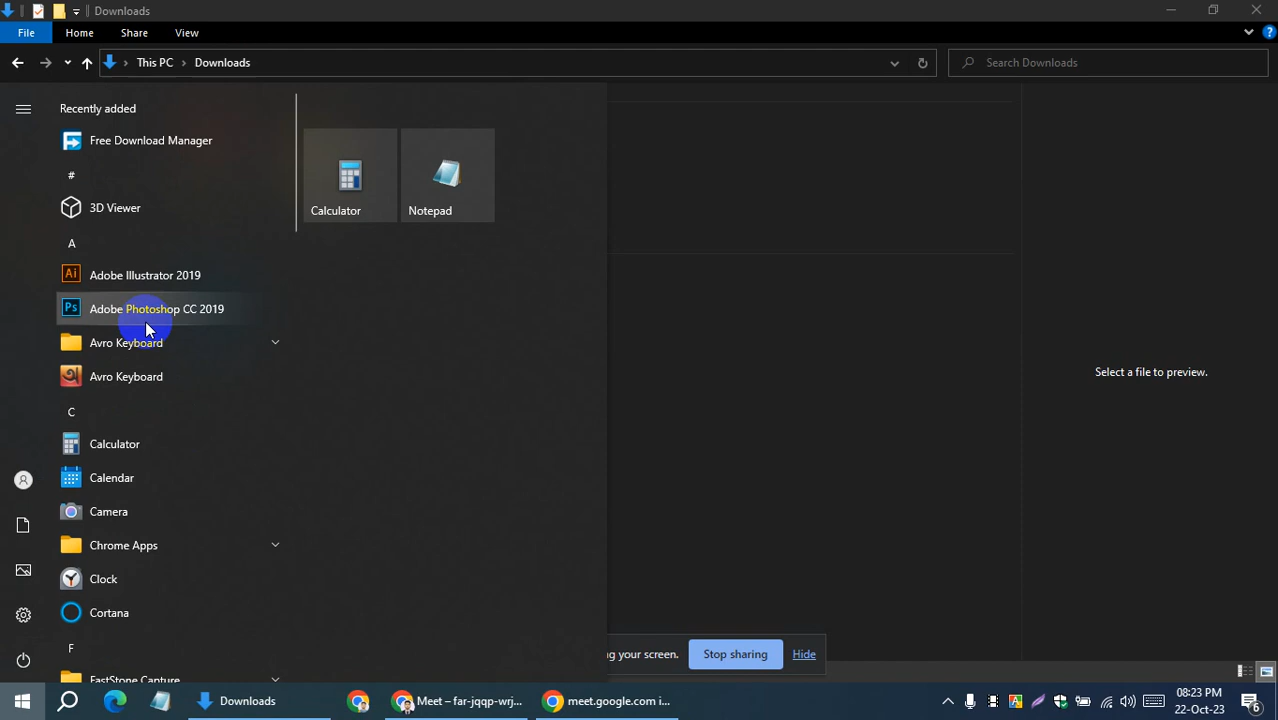 Downloads
File Home Share View
This PC Downloads
Search Downloads
Recently added
Free Download Manager
#
3D Viewer
A
Ai Adobe Illustrator 2019
Ps Adobe Photoshop CC 2019
Avro Keyboard
Avro Keyboard
C
Calculator
Calendar
Camera
Chrome Apps
Clock
Cortana
F
FastStone Capture
Calculator Notepad
Select a file to preview.
g your screen. Stop sharing Hide
Downloads Meet – far-jqqp-wrj... meet.google.com i...
08:23 PM
22-Oct-23
6